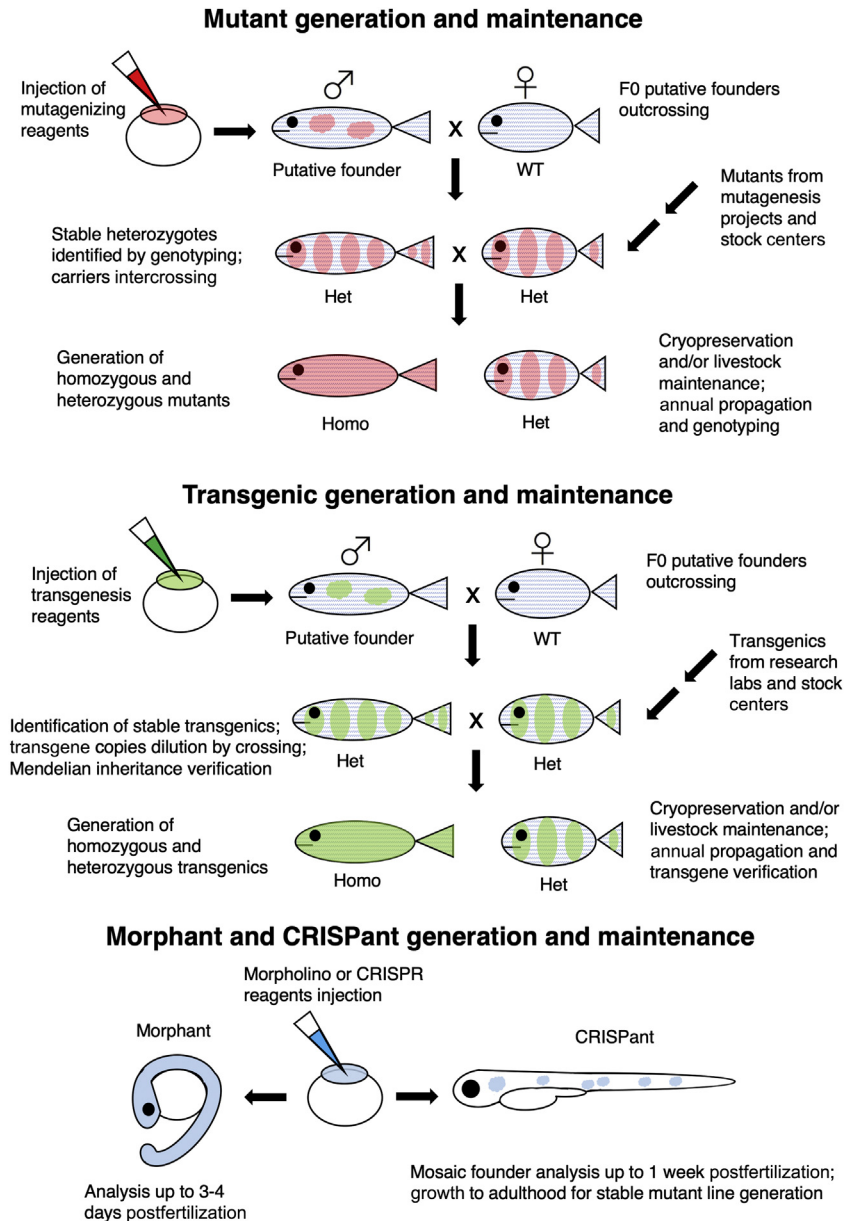 Mutant generation and maintenance
Injection of
mutagenizing
reagents
♂
♀
F0 putative founders
outcrossing
X
Putative founder
WT
Mutants from
mutagenesis
projects and
stock centers
Stable heterozygotes
identified by genotyping;
carriers intercrossing
X
Het
Het
Generation of
homozygous and
heterozygous mutants
Cryopreservation
and/or livestock
maintenance;
annual propagation
and genotyping
Homo
Het
Transgenic generation and maintenance
Injection of
transgenesis
reagents
♂
♀
F0 putative founders
outcrossing
X
Putative founder
WT
Transgenics
from research
labs and stock
centers
Identification of stable transgenics;
transgene copies dilution by crossing;
Mendelian inheritance verification
X
Het
Het
Generation of
homozygous and
heterozygous transgenics
Cryopreservation and/or
livestock maintenance;
annual propagation and
transgene verification
Homo
Het
Morphant and CRISPant generation and maintenance
Morpholino or CRISPR
reagents injection
Morphant
CRISPant
Analysis up to 3-4
days postfertilization
Mosaic founder analysis up to 1 week postfertilization;
growth to adulthood for stable mutant line generation